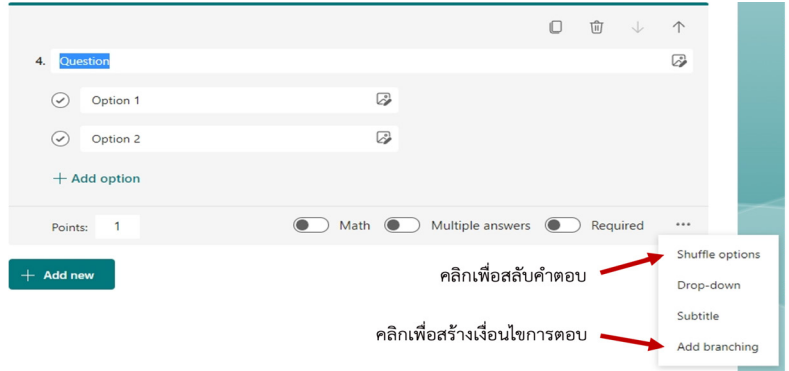 4. Question
Option 1
Option 2
+ Add option
Points: 1 Math Multiple answers Required ...
+ Add new
Shuffle options
คลิกเพื่อสลับคำตอบ
Drop-down
Subtitle
คลิกเพื่อสร้างเงื่อนไขการตอบ
Add branching